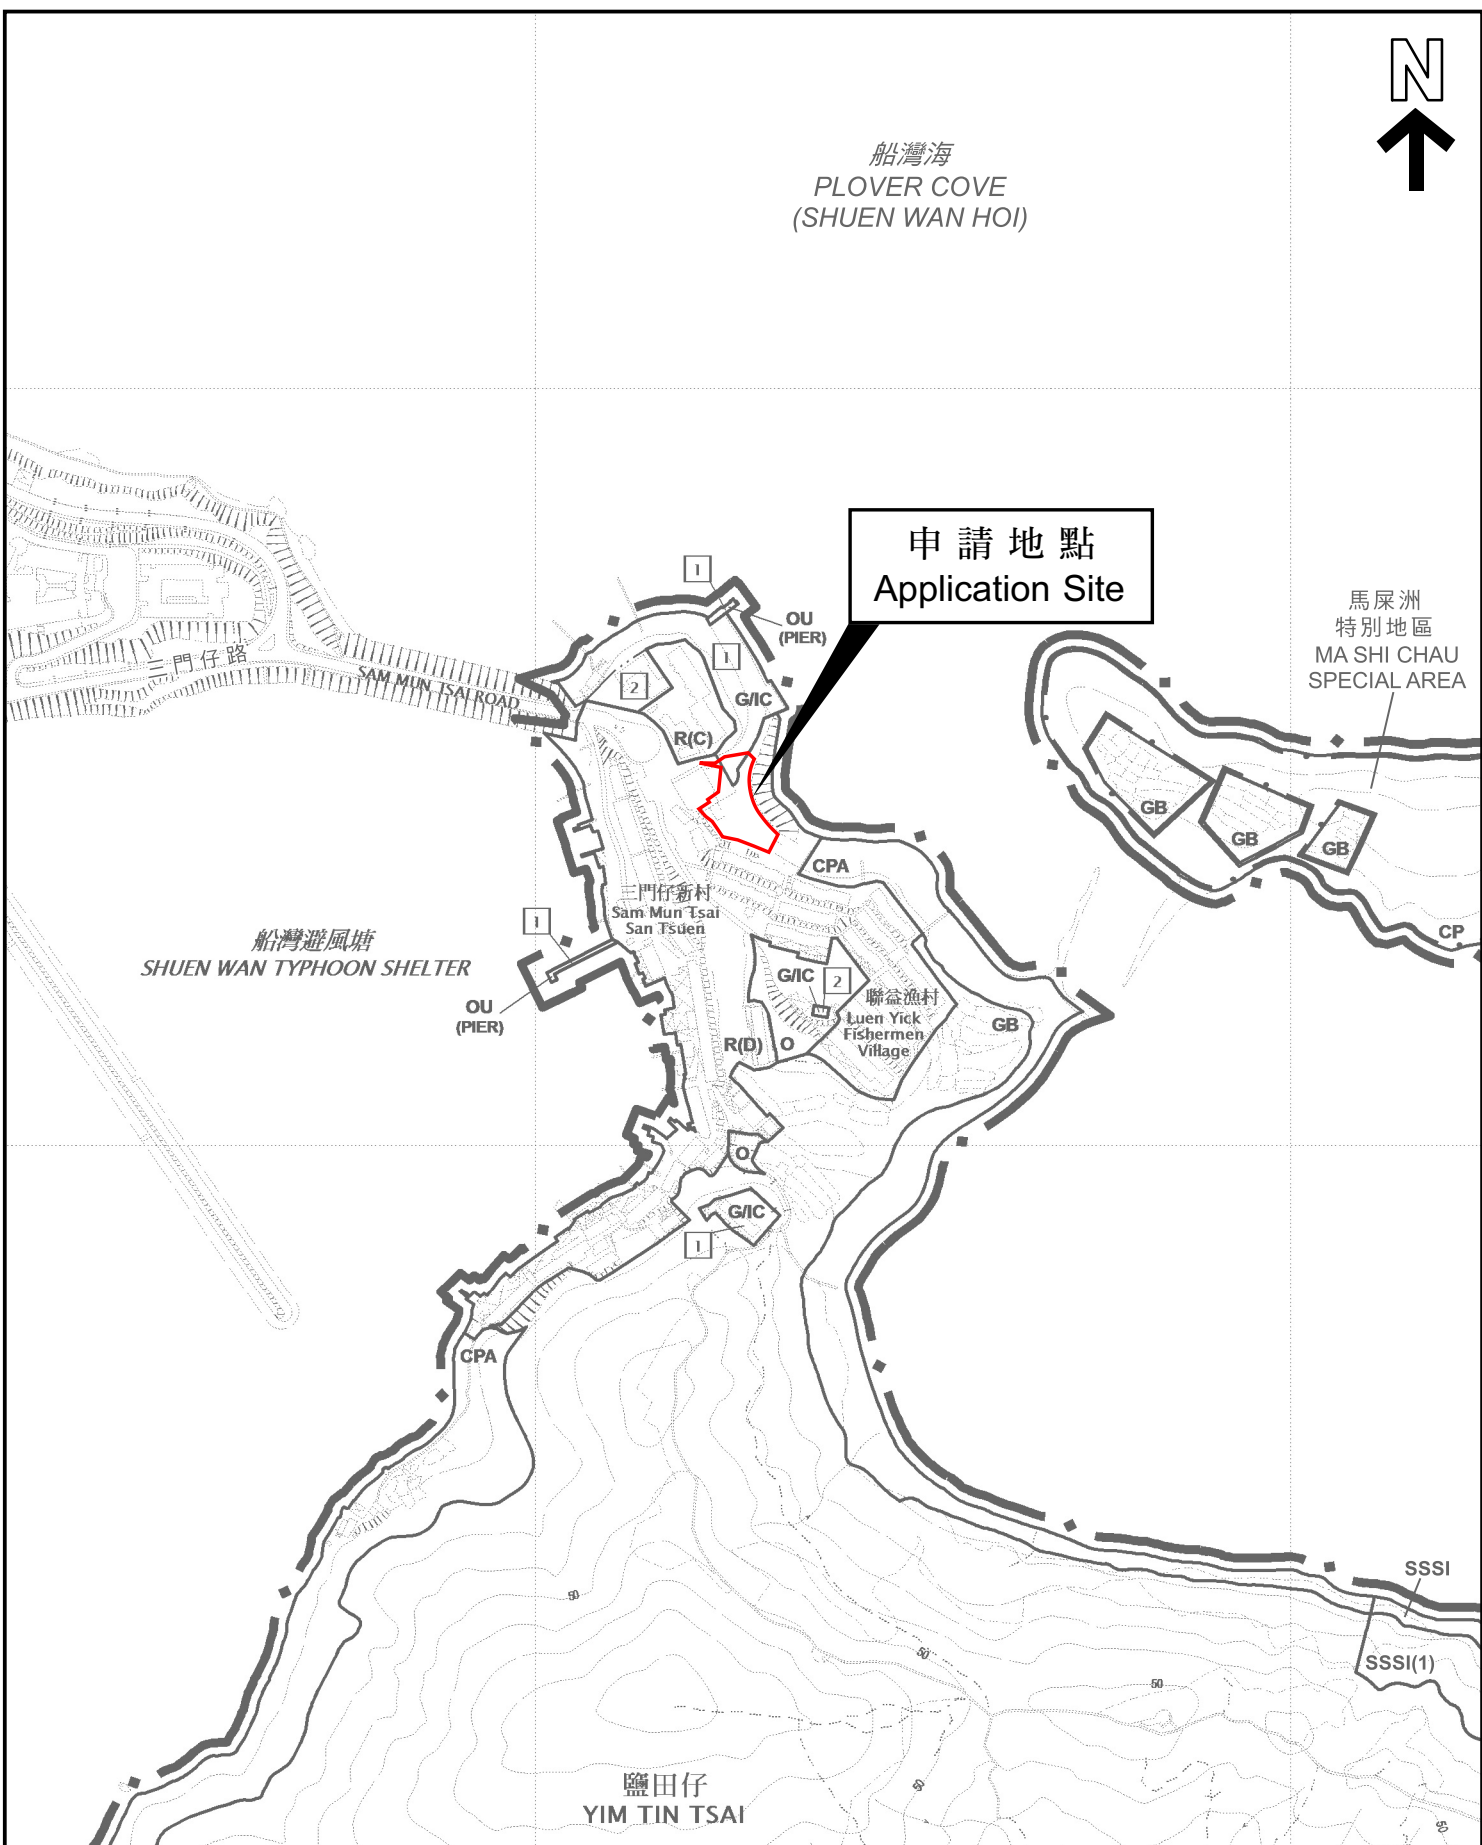 N
船灣海
PLOVER COVE
(SHUEN WAN HOI)
申請地點
Application Site
1
OU
(PIER)
馬屎洲
特別地區
MA SHI CHAU
SPECIAL AREA
三門仔路
SAM MUN TSAI ROAD
1
2
G/IC
R(C)
GB
GB
GB
CPA
三門仔新村
Sam Mun Tsai
San Tsuen
1
船灣避風塘
SHUEN WAN TYPHOON SHELTER
OU
(PIER)
CP
G/IC
2
聯益漁村
Luen Yick
Fishermen
Village
GB
R(D)
O
O
G/IC
1
CPA
SSSI
50
50
SSSI(1)
50
鹽田仔
YIM TIN TSAI
50
50